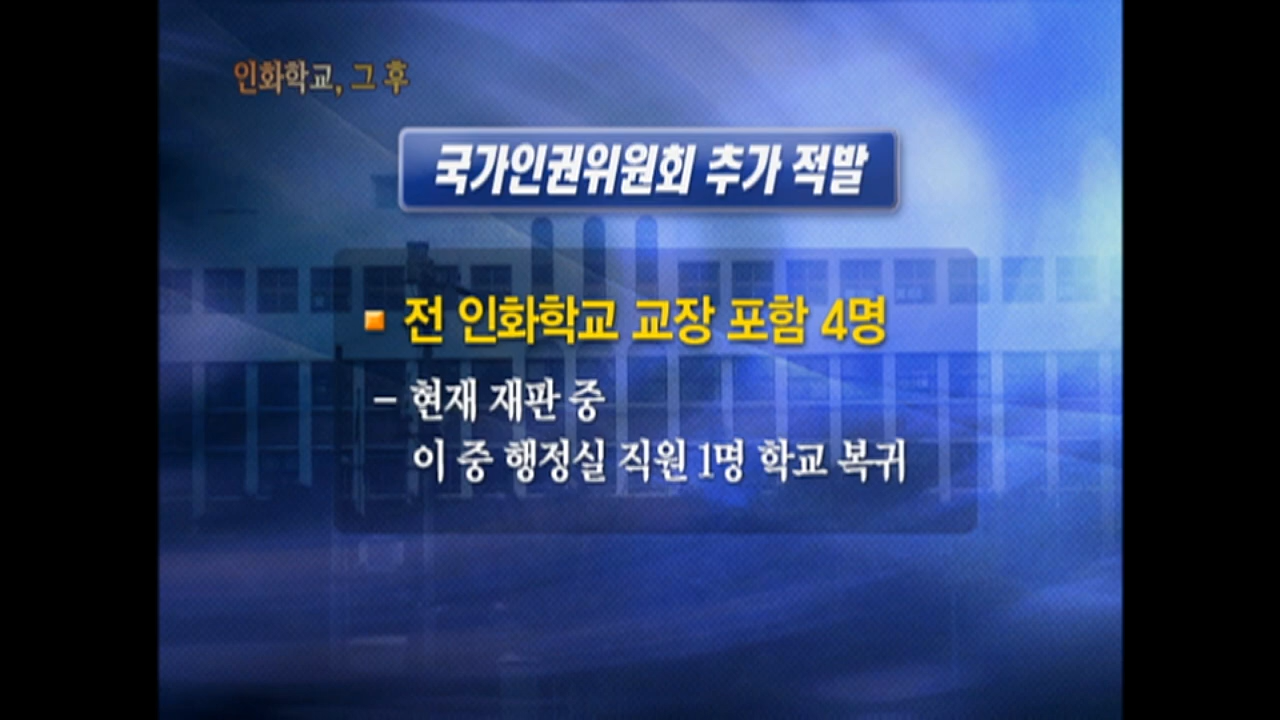 인화학교, 그 후
국가인권위원회 추가 적발
전 인화학교 교장 포함 4명
- 현재 재판 중
이 중 행정실 직원 1명 학교 복귀